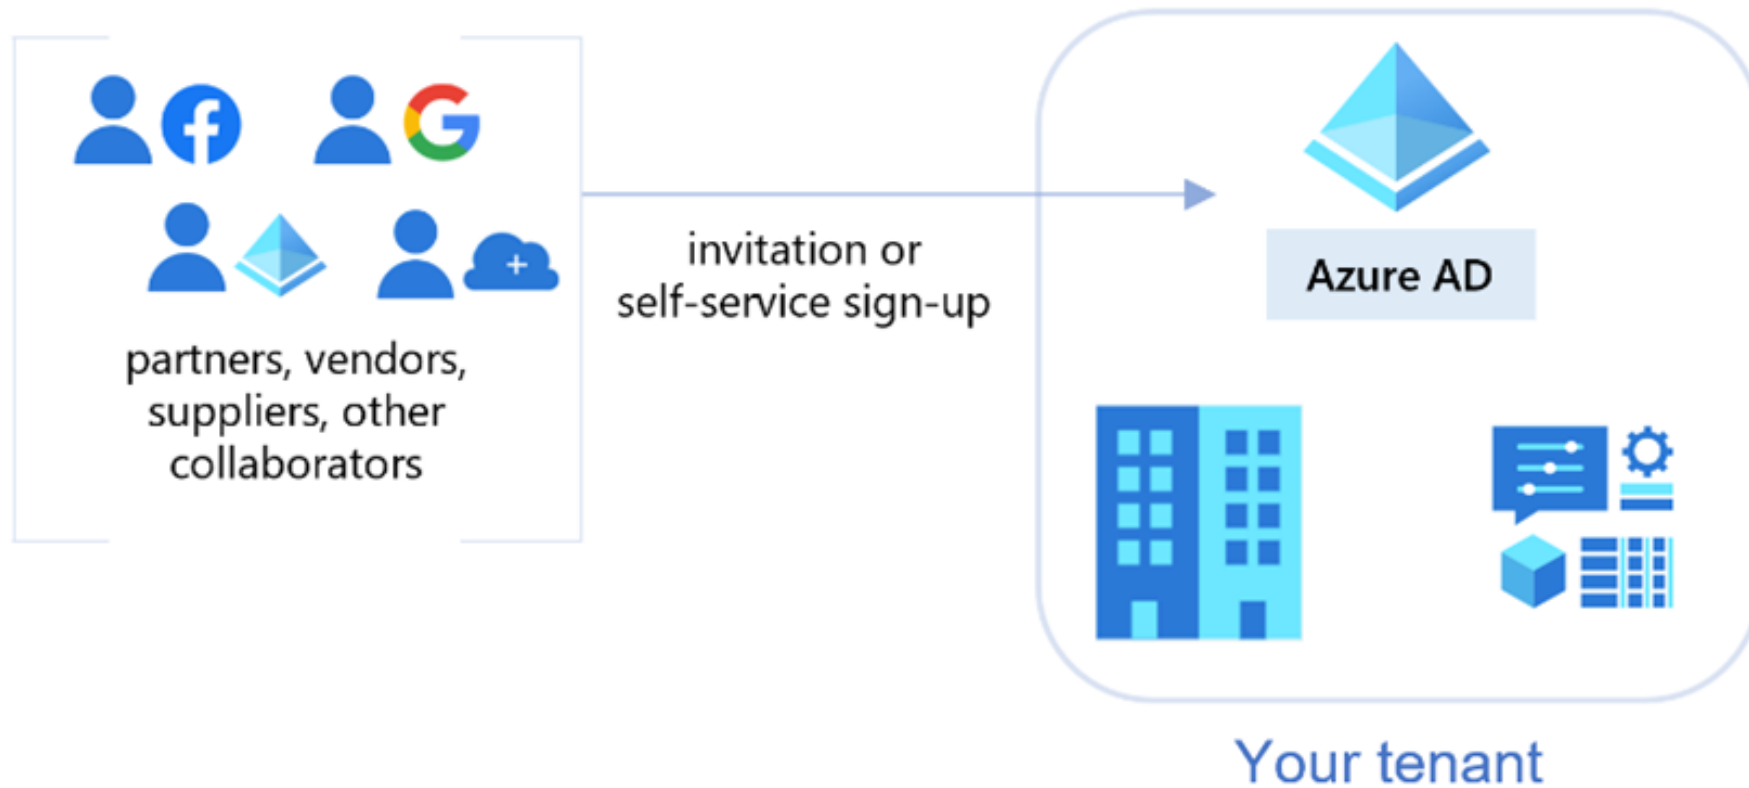 partners, vendors,
suppliers, other
collaborators
invitation or
self-service sign-up
Azure AD
Your tenant